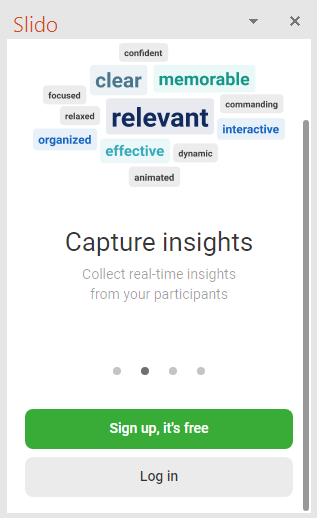 Slido
confident
clear memorable
focused
commanding
relaxed relevant
organized interactive
effective dynamic
animated
Capture insights
Collect real-time insights
from your participants
Sign up, it's free
Log in